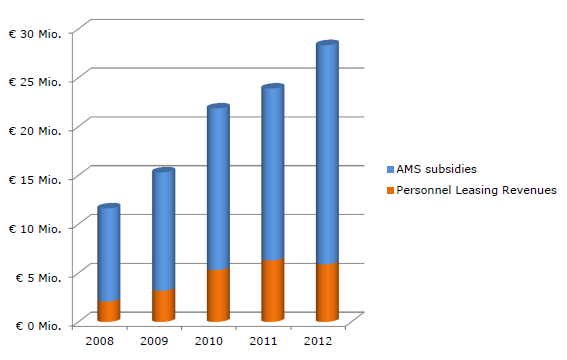 € 30 Mio.
€ 25 Mio.
€ 20 Mio.
€ 15 Mio.
€ 10 Mio.
€ 5 Mio.
€ 0 Mio.
2008 2009 2010 2011 2012
AMS subsidies
Personnel Leasing Revenues